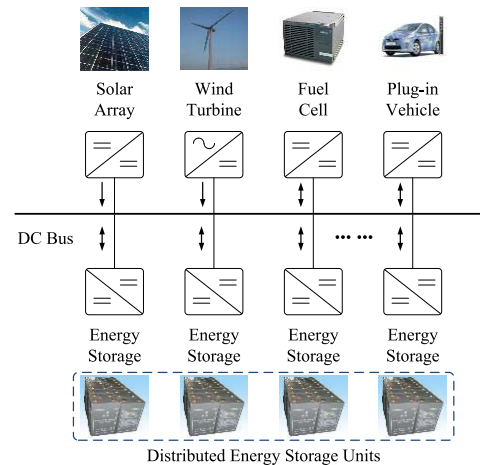 Solar Wind Fuel Plug-in
Array Turbine Cell Vehicle
DC Bus
••• •••
Energy Energy Energy Energy
Storage Storage Storage Storage
Distributed Energy Storage Units